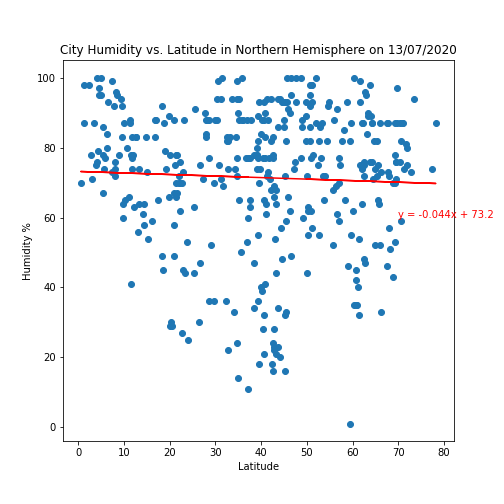 City Humidity vs. Latitude in Northern Hemisphere on 13/07/2020
100
80
60
40
20
0
Humidity %
y = -0.044x + 73.2
0 10 20 30 40 50 60 70 80
Latitude